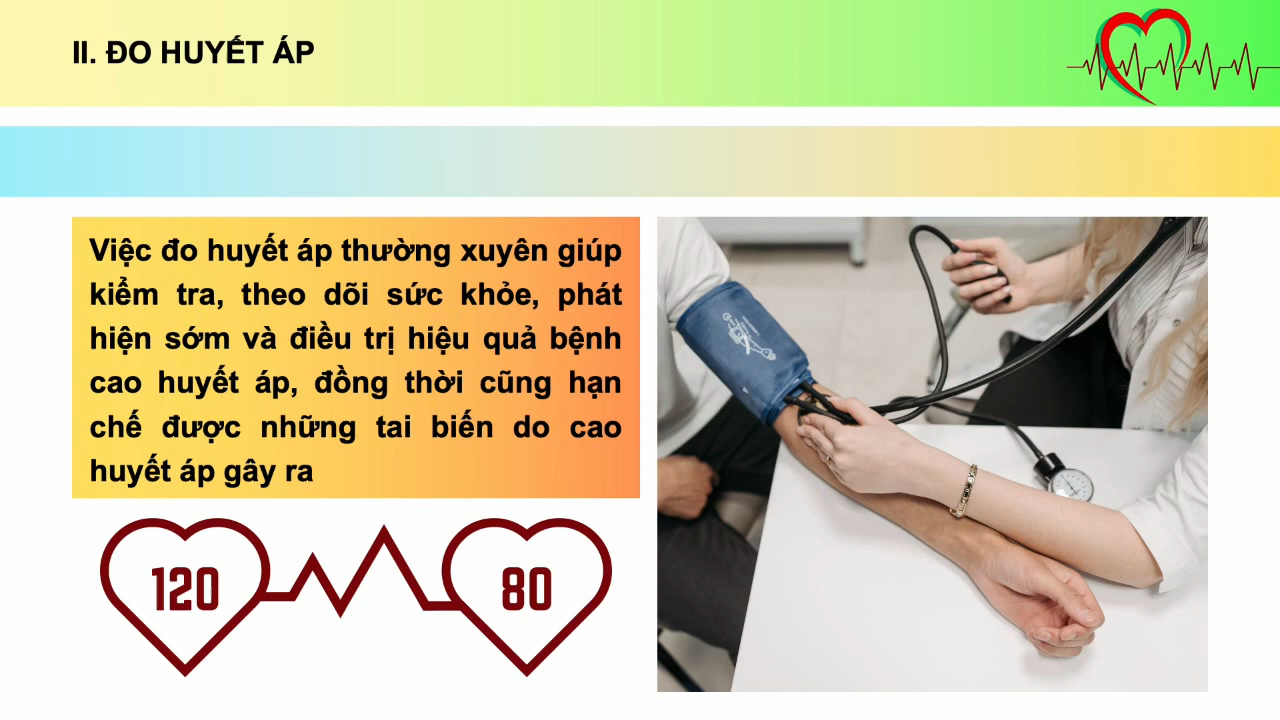 II. ĐO HUYẾT ÁP
Việc đo huyết áp thường xuyên giúp
kiểm tra, theo dõi sức khỏe, phát
hiện sớm và điều trị hiệu quả bệnh
cao huyết áp, đồng thời cũng hạn
chế được những tai biến do cao
huyết áp gây ra
120
80